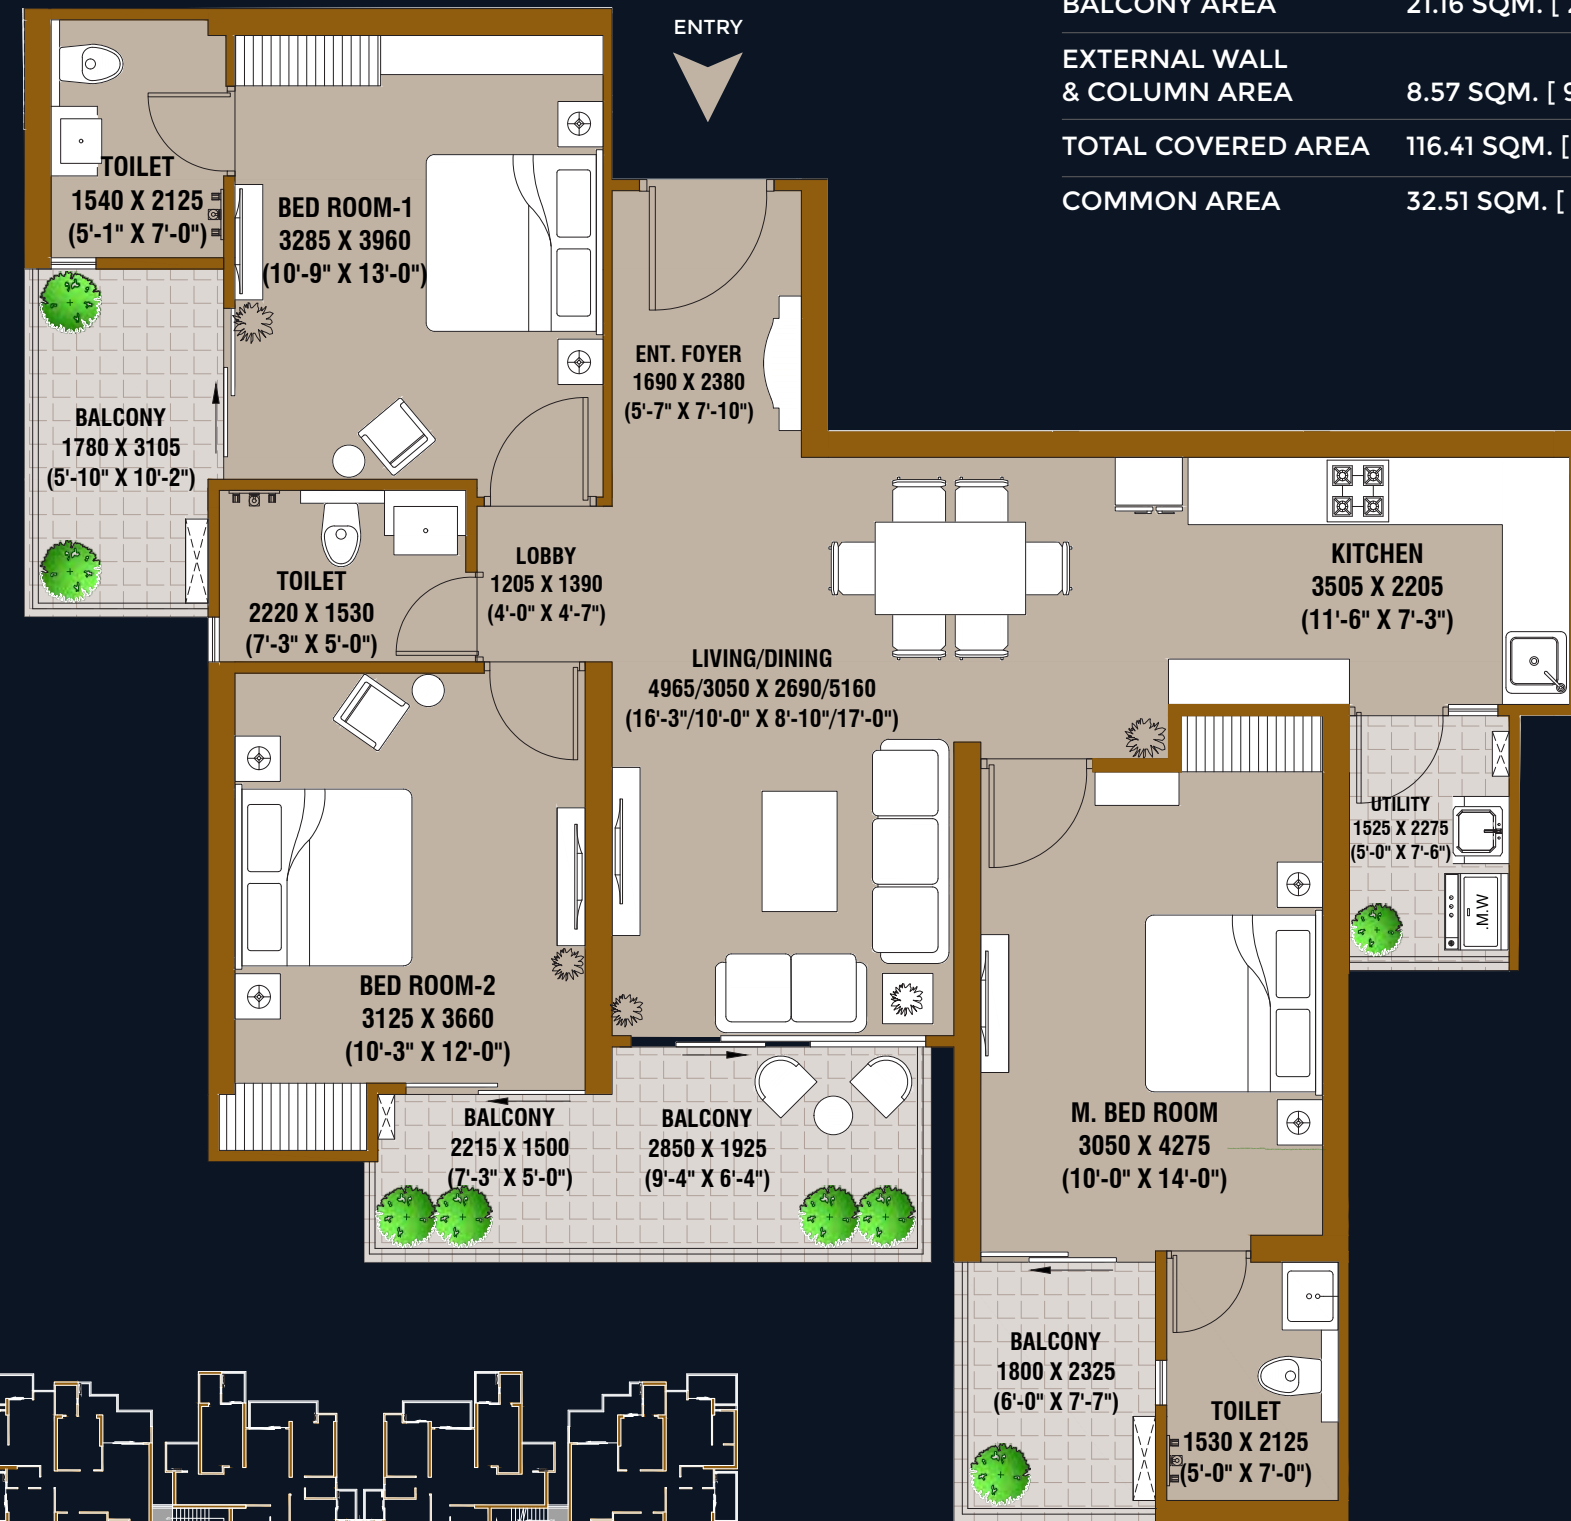 ENTRY
BALCONY AREA 21.16 SQM. [
EXTERNAL WALL
& COLUMN AREA 8.57 SQM. [ 9
TOTAL COVERED AREA 116.41 SQM. [
COMMON AREA 32.51 SQM. [
TOILET
1540 X 2125
(5'-1" X 7'-0")
BED ROOM-1
3285 X 3960
(10'-9" X 13'-0")
ENT. FOYER
1690 X 2380
(5'-7" X 7'-10")
BALCONY
1780 X 3105
(5'-10" X 10'-2")
TOILET
2220 X 1530
(7'-3" X 5'-0")
LOBBY
1205 X 1390
(4'-0" X 4'-7")
KITCHEN
3505 X 2205
(11'-6" X 7'-3")
LIVING/DINING
4965/3050 X 2690/5160
(16'-3"/10'-0" X 8'-10"/17'-0")
UTILITY
1525 X 2275
(5'-0" X 7'-6")
.M.W
BED ROOM-2
3125 X 3660
(10'-3" X 12'-0")
BALCONY
2215 X 1500
(7'-3" X 5'-0")
BALCONY
2850 X 1925
(9'-4" X 6'-4")
M. BED ROOM
3050 X 4275
(10'-0" X 14'-0")
BALCONY
1800 X 2325
(6'-0" X 7'-7")
TOILET
1530 X 2125
(5'-0" X 7'-0")